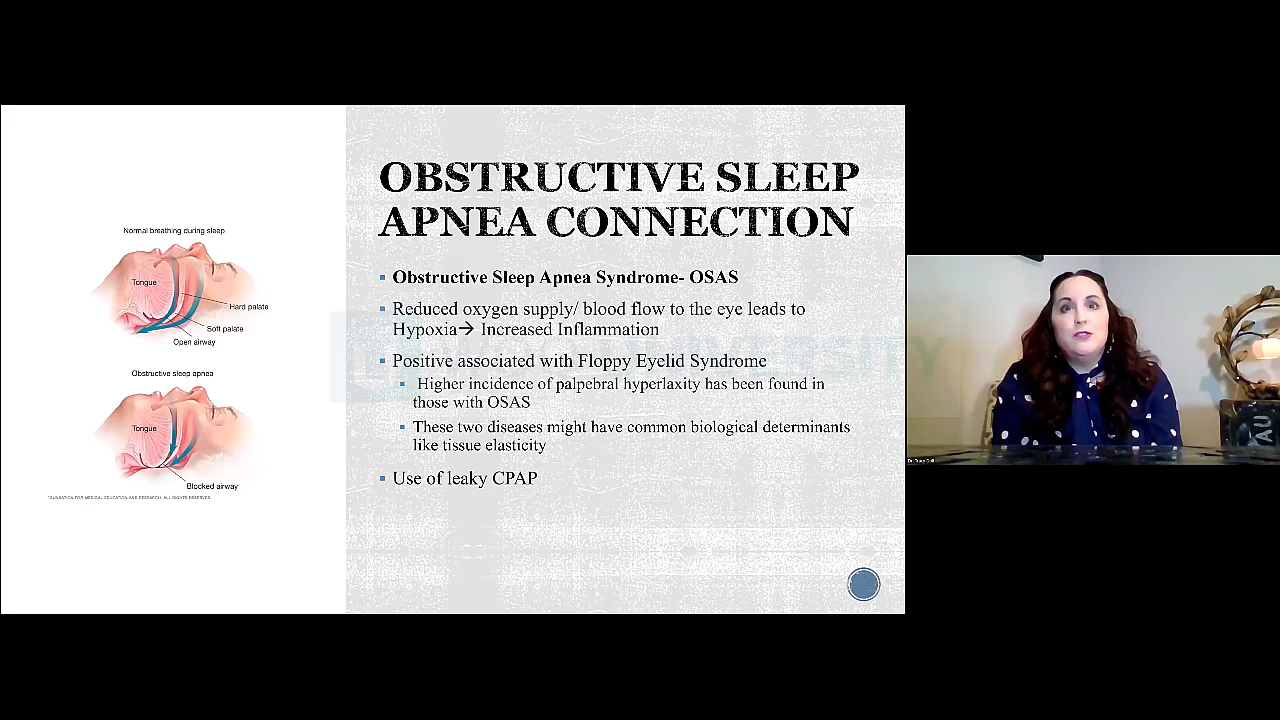 Normal breathing during sleep
Tongue
Hard palate
Soft palate
Open airway
Obstructive sleep apnea
Tongue
Blocked airway
OBSTRUCTIVE SLEEP
APNEA CONNECTION
▪ Obstructive Sleep Apnea Syndrome- OSAS
▪ Reduced oxygen supply/ blood flow to the eye leads to
Hypoxia→ Increased Inflammation
▪ Positive associated with Floppy Eyelid Syndrome
▪ Higher incidence of palpebral hyperlaxity has been found in
those with OSAS
▪ These two diseases might have common biological determinants
like tissue elasticity
▪ Use of leaky CPAP
AU